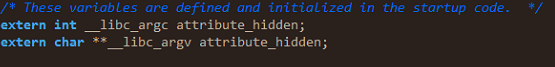 /* These variables are defined and initialized in the startup code.  */
extern int __libc_argc attribute_hidden;
extern char **__libc_argv attribute_hidden;